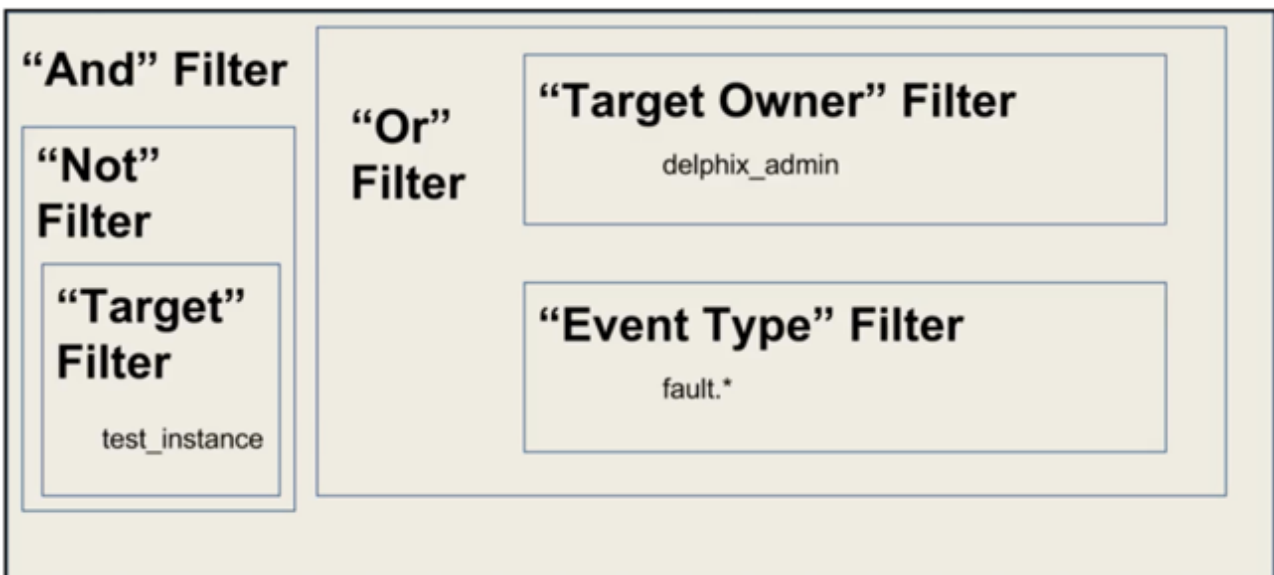 “And” Filter
“Not”
Filter
“Target”
Filter
test_instance
“Or”
Filter
“Target Owner” Filter
delphix_admin
“Event Type” Filter
fault.*